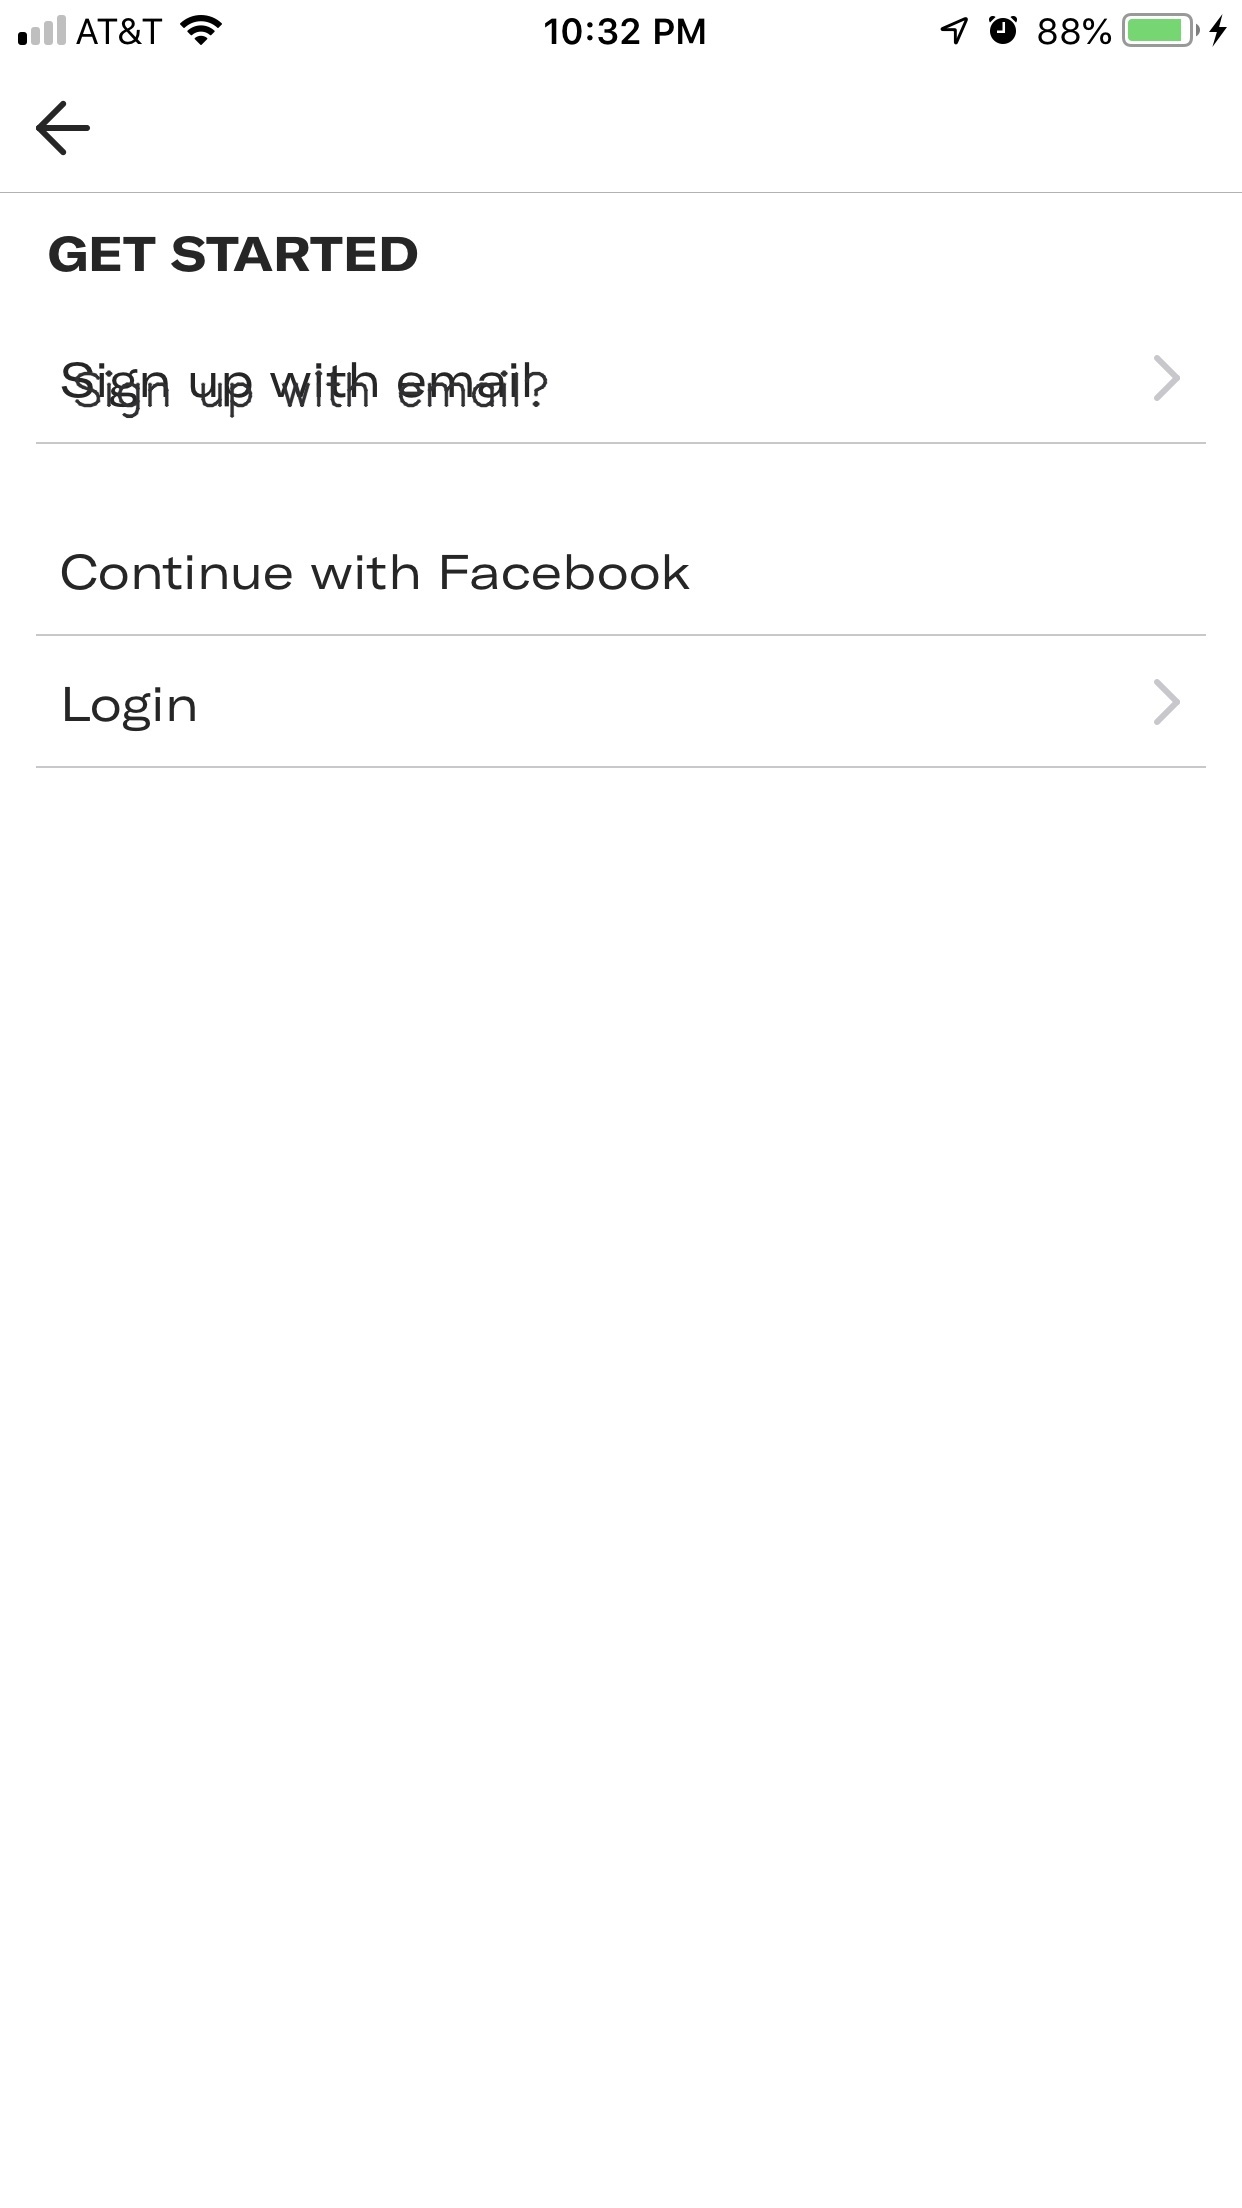 AT&T 10:32 PM 88%
GET STARTED
Sign up with email
Sign up with email?
Continue with Facebook
Login